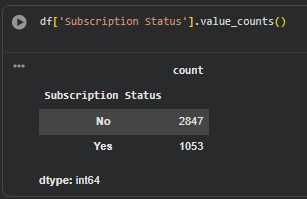 df['Subscription Status'].value_counts()
count
Subscription Status
No 2847
Yes 1053
dtype: int64